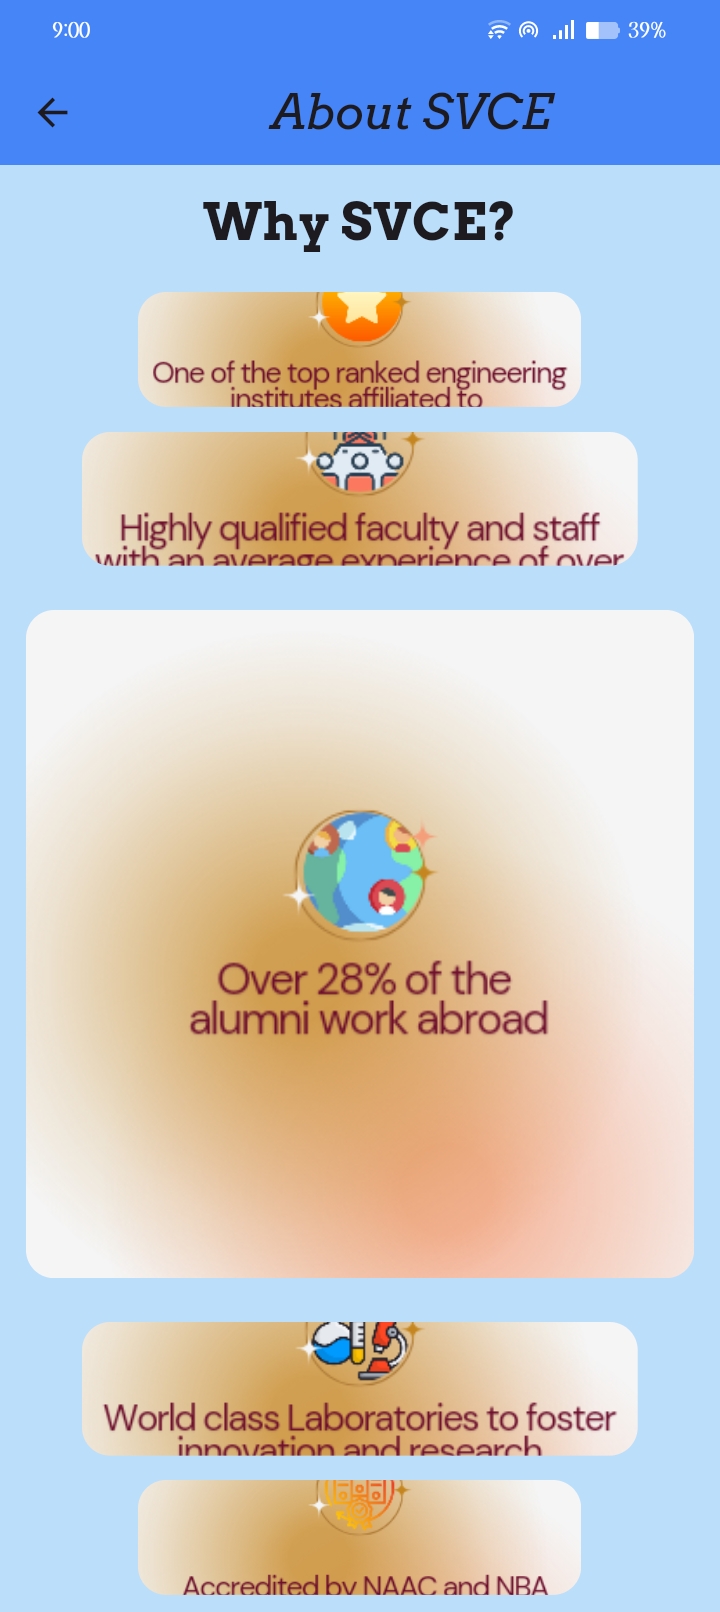 9:00 39%
About SVCE
Why SVCE?
One of the top ranked engineering
institutes affiliated to
Highly qualified faculty and staff
with an average experience of over
Over 28% of the
alumni work abroad
World class Laboratories to foster
innovation and research
Accredited by NAAC and NBA